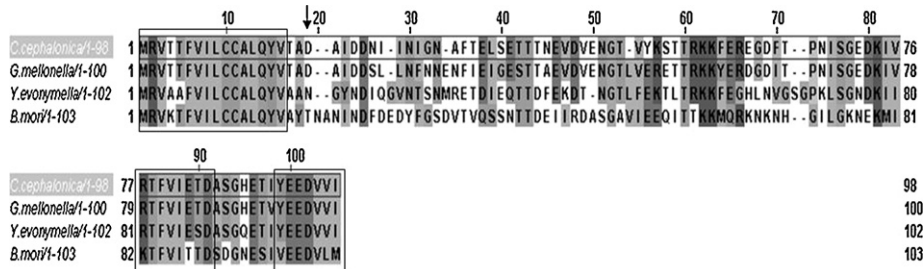 10 20 30 40 50 60 70 80
C.cephalonica/1-98 1 MRVTTFVILCCALQYVTAD--AIDDNI-INIGN-AFTELSETTTNEVDVENGT-VYKSTTRKKFEREGDFT--PNISGEDKIV 76
G.mellonella/1-100 1 MRVTTFVILCCALQYVTAD--AIDDSL-LNFNNENFIEIGESTTAEVDVENGTLVERETTRKKYERDGDIT--PNISGEDKIV 78
Y.evonymella/1-102 1 MRVAAFVILCCALQYVAAN--GYNDIQGVNTSNMRETDIEQTTDFEKDT-NGTLFEKTLTRKKFEGHLNVGSGPKLSGNDKII 80
B.mori/1-103 1 MRVKTFVILCCALQYVAYTNANINDFDEDYFGSDVTVQSSNTTDEIIRDASGAVIEEQITTKKMQRKNKNH--GILGKNEKMI 81
90 100
C.cephalonica/1-98 77 RTFVIETDASGHETIYEEDVVI 98
G.mellonella/1-100 79 RTFVIETDASGHETVYEEDVVI 100
Y.evonymella/1-102 81 RTFVIESDASGQETIYEEDVVI 102
B.mori/1-103 82 KTFVITTDSDGNESIVYEEDVLM 103